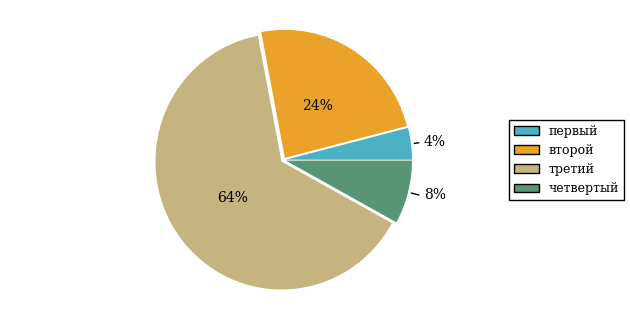 24%
4%
64%
8%
первый
второй
третий
четвертый